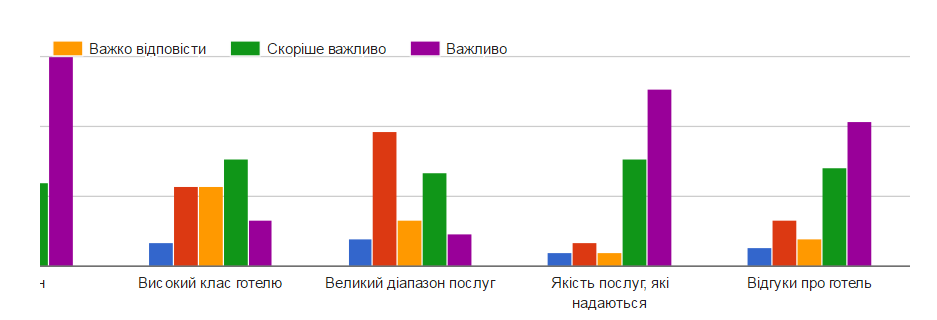 Важко відповісти Скоріше важливо Важливо
н Високий клас готелю Великий діапазон послуг Якість послуг, які Відгуки про готель
надаються